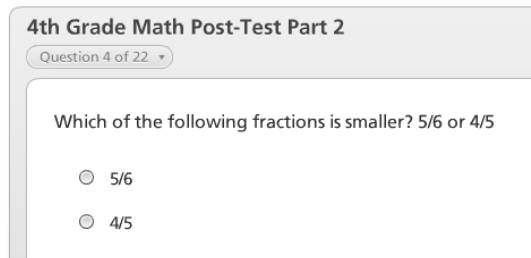 4th Grade Math Post-Test Part 2
Question 4 of 22
Which of the following fractions is smaller? 5/6 or 4/5
5/6
4/5